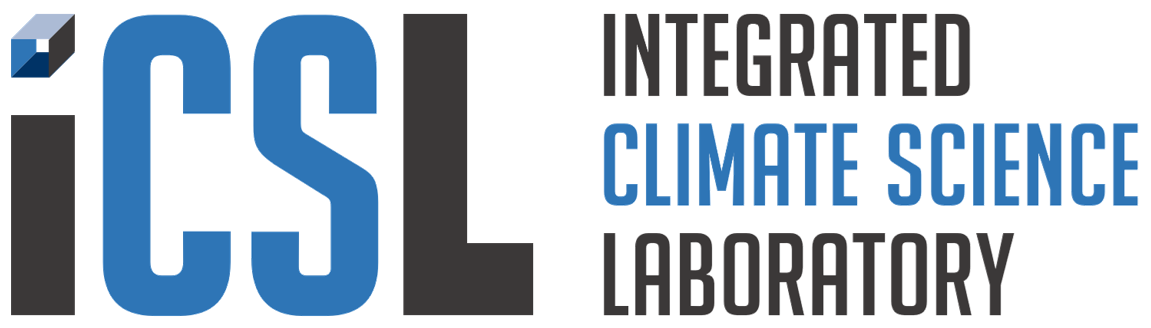 iCSL
INTEGRATED
CLIMATE SCIENCE
LABORATORY